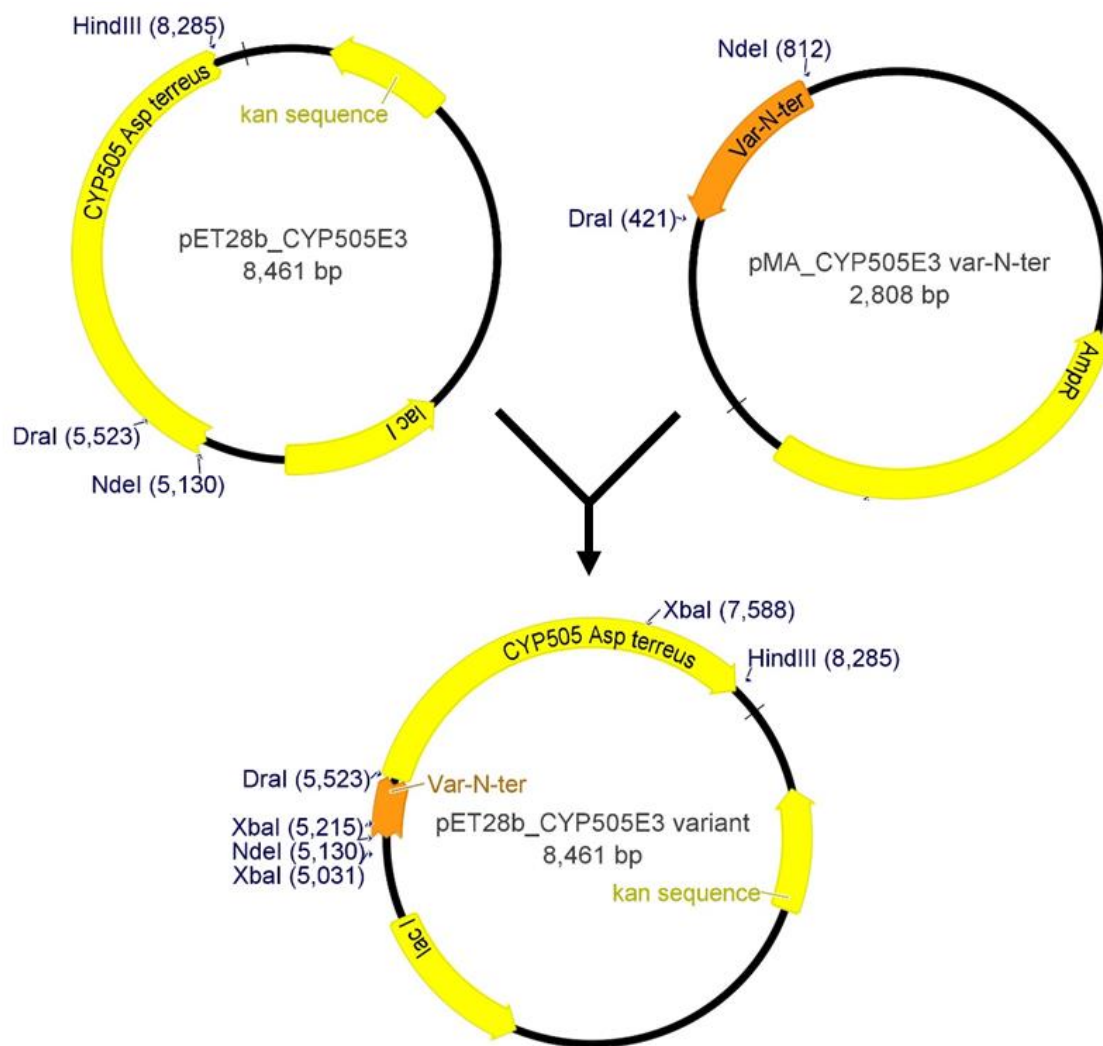 HindIII (8,285)
CYP505 Asp terreus
kan sequence
pET28b_CYP505E3
8,461 bp
DraI (5,523)
NdeI (5,130)
lac I
NdeI (812)
Var-N-ter
DraI (421)
pMA_CYP505E3 var-N-ter
2,808 bp
AmpR
XbaI (7,588)
CYP505 Asp terreus
HindIII (8,285)
DraI (5,523)
Var-N-ter
XbaI (5,215)
NdeI (5,130)
XbaI (5,031)
pET28b_CYP505E3 variant
8,461 bp
kan sequence
lac I